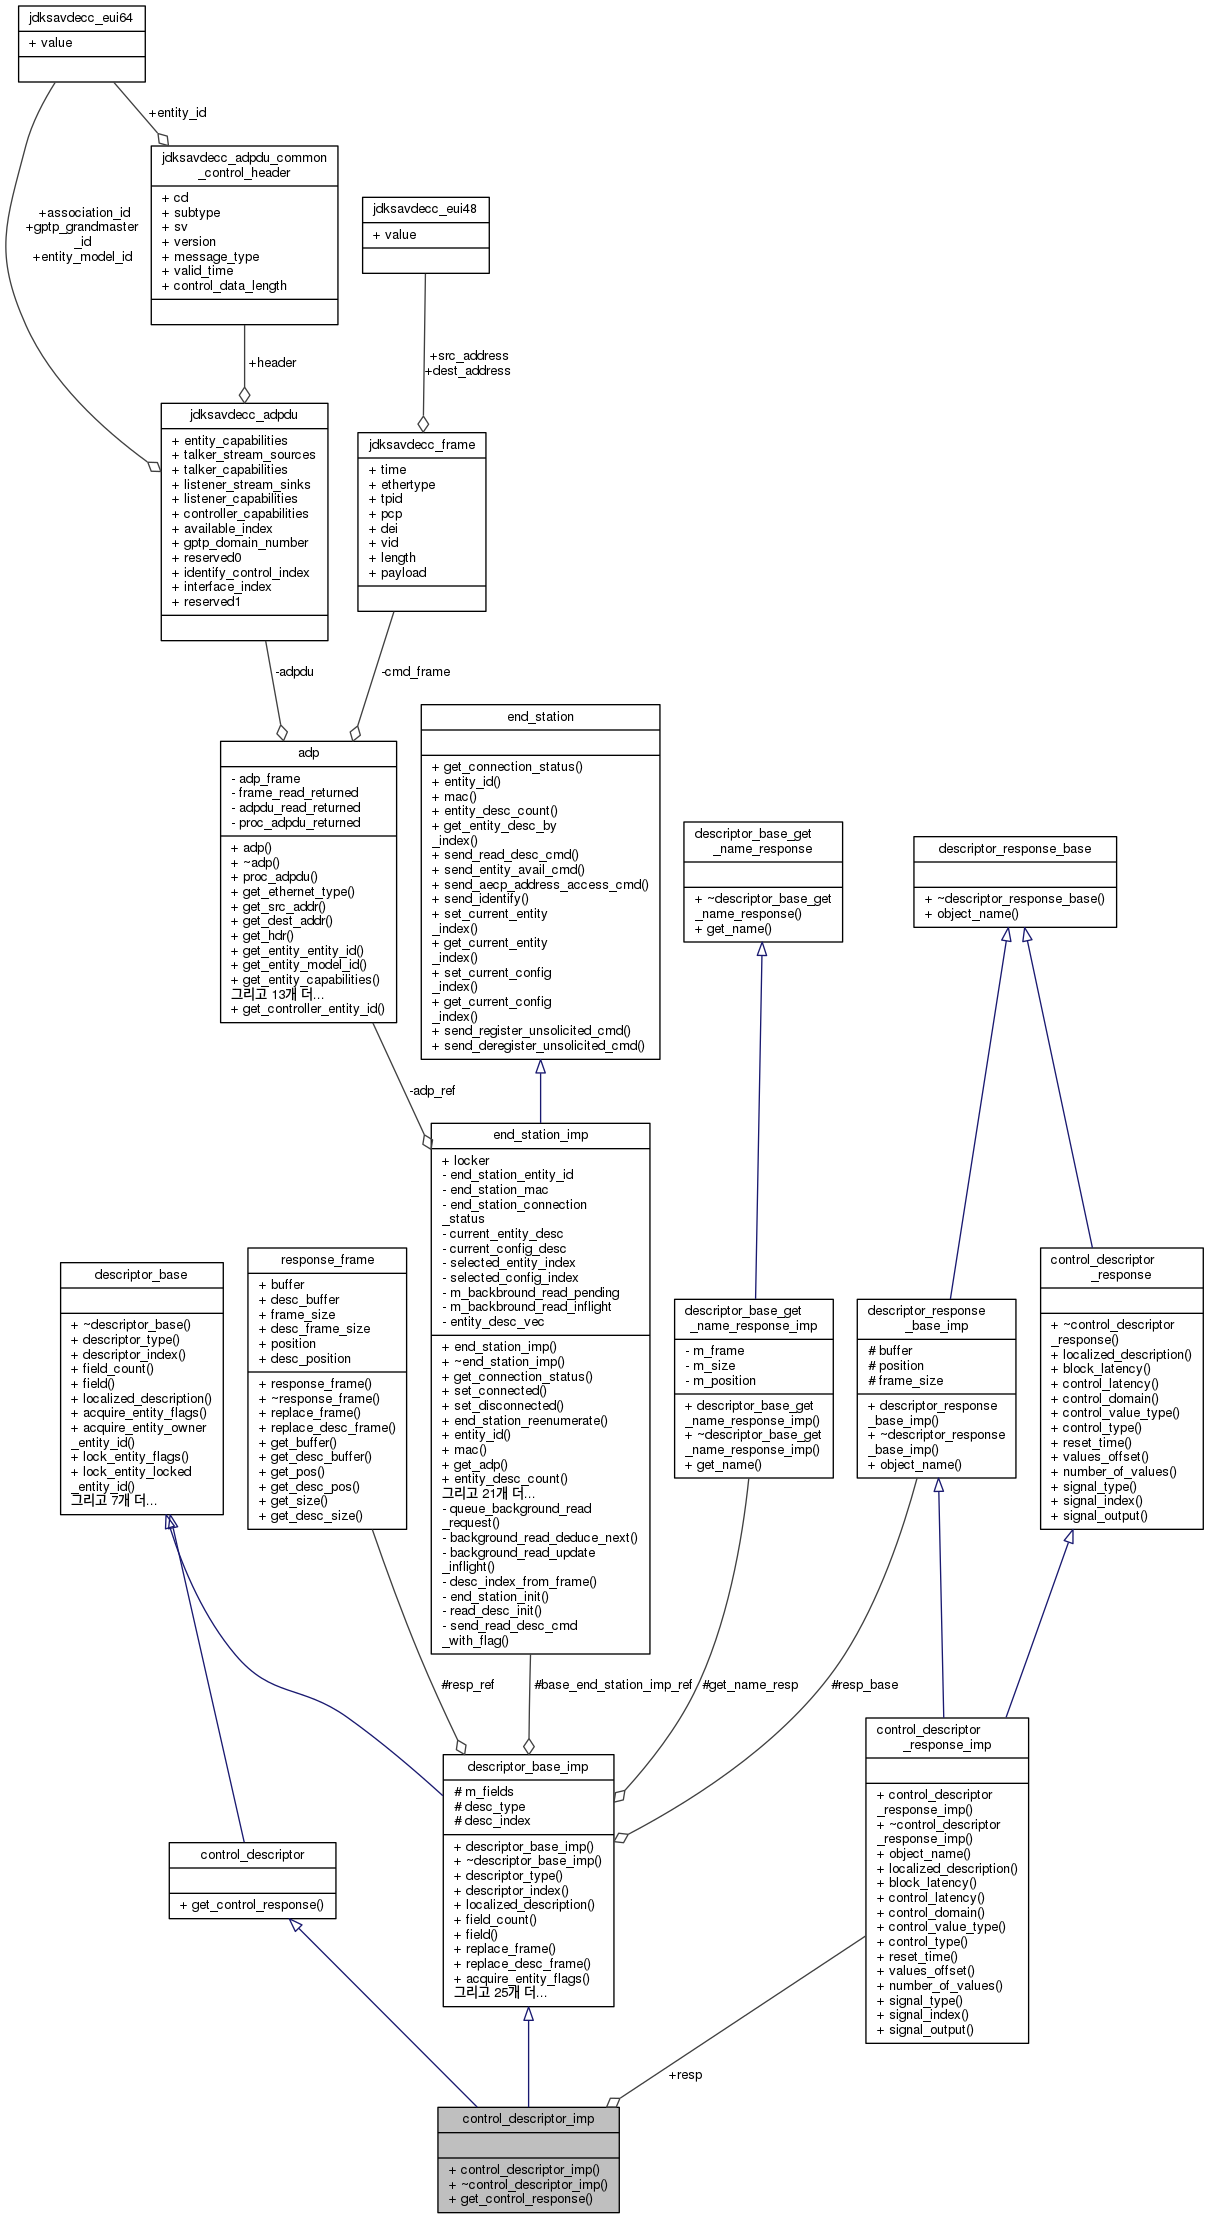 jdksavdecc_eui64
+ value
+entity_id
jdksavdecc_adpdu_common
_control_header
+ cd
+ subtype
+ sv
+ version
+ message_type
+ valid_time
+ control_data_length
+association_id
+gptp_grandmaster
_id
+entity_model_id
jdksavdecc_eui48
+ value
+header
+src_address
+dest_address
jdksavdecc_adpdu
+ entity_capabilities
+ talker_stream_sources
+ talker_capabilities
+ listener_stream_sinks
+ listener_capabilities
+ controller_capabilities
+ available_index
+ gptp_domain_number
+ reserved0
+ identify_control_index
+ interface_index
+ reserved1
jdksavdecc_frame
+ time
+ ethertype
+ tpid
+ pcp
+ dei
+ vid
+ length
+ payload
-adpdu
-cmd_frame
adp
- adp_frame
- frame_read_returned
- adpdu_read_returned
- proc_adpdu_returned
+ adp()
+ ~adp()
+ proc_adpdu()
+ get_ethernet_type()
+ get_src_addr()
+ get_dest_addr()
+ get_hdr()
+ get_entity_entity_id()
+ get_entity_model_id()
+ get_entity_capabilities()
그리고 13개 더...
+ get_controller_entity_id()
end_station
+ get_connection_status()
+ entity_id()
+ mac()
+ entity_desc_count()
+ get_entity_desc_by
_index()
+ send_read_desc_cmd()
+ send_entity_avail_cmd()
+ send_aecp_address_access_cmd()
+ send_identify()
+ set_current_entity
_index()
+ get_current_entity
_index()
+ set_current_config
_index()
+ get_current_config
_index()
+ send_register_unsolicited_cmd()
+ send_deregister_unsolicited_cmd()
descriptor_base_get
_name_response
+ ~descriptor_base_get
_name_response()
+ get_name()
descriptor_response_base
+ ~descriptor_response_base()
+ object_name()
-adp_ref
end_station_imp
+ locker
- end_station_entity_id
- end_station_mac
- end_station_connection
_status
- current_entity_desc
- current_config_desc
- selected_entity_index
- selected_config_index
- m_backbround_read_pending
- m_backbround_read_inflight
- entity_desc_vec
+ end_station_imp()
+ ~end_station_imp()
+ get_connection_status()
+ set_connected()
+ set_disconnected()
+ end_station_reenumerate()
+ entity_id()
+ mac()
+ get_adp()
+ entity_desc_count()
그리고 21개 더...
- queue_background_read
_request()
- background_read_deduce_next()
- background_read_update
_inflight()
- desc_index_from_frame()
- end_station_init()
- read_desc_init()
- send_read_desc_cmd
_with_flag()
descriptor_base
+ ~descriptor_base()
+ descriptor_type()
+ descriptor_index()
+ field_count()
+ field()
+ localized_description()
+ acquire_entity_flags()
+ acquire_entity_owner
_entity_id()
+ lock_entity_flags()
+ lock_entity_locked
_entity_id()
그리고 7개 더...
response_frame
+ buffer
+ desc_buffer
+ frame_size
+ desc_frame_size
+ position
+ desc_position
+ response_frame()
+ ~response_frame()
+ replace_frame()
+ replace_desc_frame()
+ get_buffer()
+ get_desc_buffer()
+ get_pos()
+ get_desc_pos()
+ get_size()
+ get_desc_size()
descriptor_base_get
_name_response_imp
- m_frame
- m_size
- m_position
+ descriptor_base_get
_name_response_imp()
+ ~descriptor_base_get
_name_response_imp()
+ get_name()
descriptor_response
_base_imp
# buffer
# position
# frame_size
+ descriptor_response
_base_imp()
+ ~descriptor_response
_base_imp()
+ object_name()
control_descriptor
_response
+ ~control_descriptor
_response()
+ localized_description()
+ block_latency()
+ control_latency()
+ control_domain()
+ control_value_type()
+ control_type()
+ reset_time()
+ values_offset()
+ number_of_values()
+ signal_type()
+ signal_index()
+ signal_output()
#resp_ref
#base_end_station_imp_ref
#get_name_resp
#resp_base
descriptor_base_imp
# m_fields
# desc_type
# desc_index
+ descriptor_base_imp()
+ ~descriptor_base_imp()
+ descriptor_type()
+ descriptor_index()
+ localized_description()
+ field_count()
+ field()
+ replace_frame()
+ replace_desc_frame()
+ acquire_entity_flags()
그리고 25개 더...
control_descriptor
+ get_control_response()
control_descriptor
_response_imp
+ control_descriptor
_response_imp()
+ ~control_descriptor
_response_imp()
+ object_name()
+ localized_description()
+ block_latency()
+ control_latency()
+ control_domain()
+ control_value_type()
+ control_type()
+ reset_time()
+ values_offset()
+ number_of_values()
+ signal_type()
+ signal_index()
+ signal_output()
+resp
control_descriptor_imp
+ control_descriptor_imp()
+ ~control_descriptor_imp()
+ get_control_response()